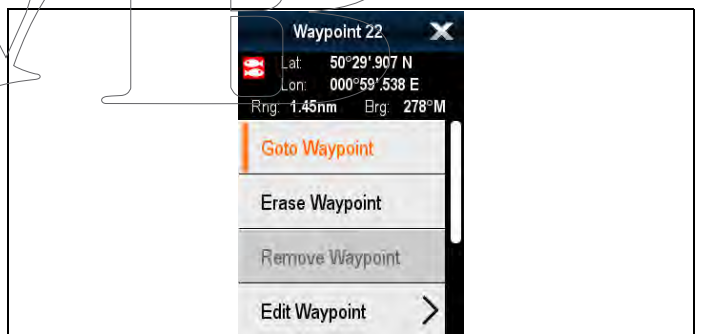 Waypoint 22 X
Lat: 50°29'.907 N
Lon: 000°59'.538 E
Rng: 1.45nm Brg: 278°M
Goto Waypoint
Erase Waypoint
Remove Waypoint
Edit Waypoint >